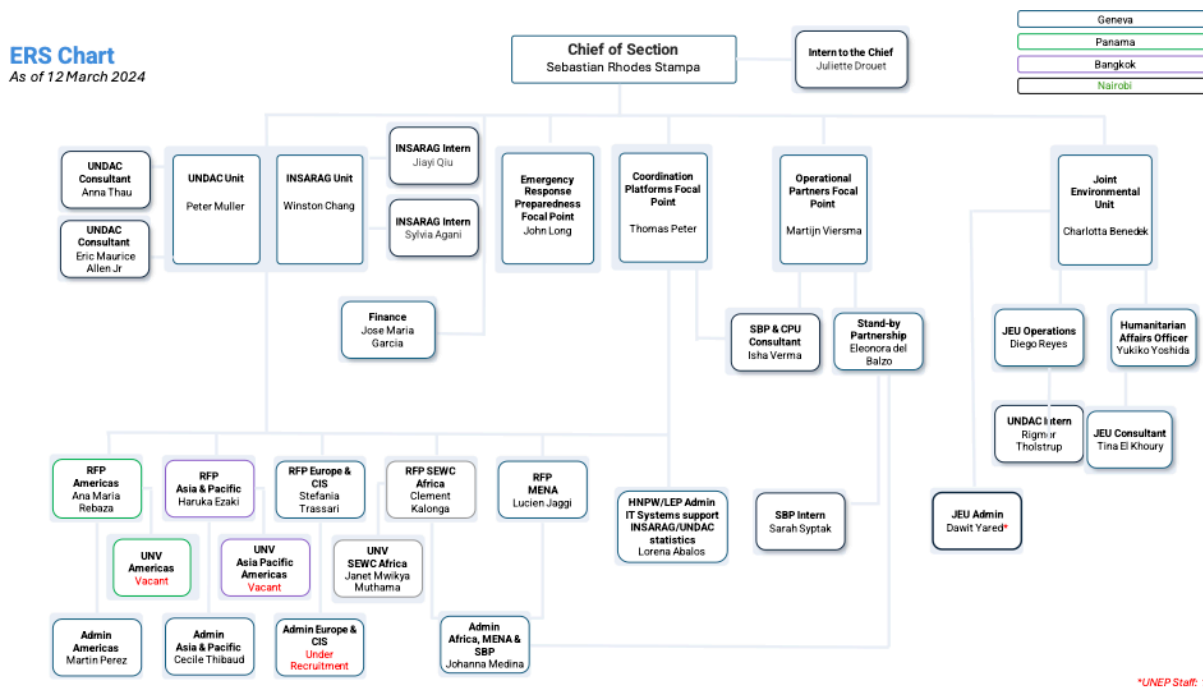 ERS Chart
As of 12 March 2024
Chief of Section
Sebastian Rhodes Stampa
Intern to the Chief
Juliette Drouet
Geneva
Panama
Bangkok
Nairobi
UNDAC
Consultant
Anna Thau
UNDAC
Consultant
Eric Maurice
Allen Jr
UNDAC Unit
Peter Muller
INSARAG Unit
Winston Chang
INSARAG Intern
Jiayi Qiu
INSARAG Intern
Sylvia Agani
Emergency
Response
Preparedness
Focal Point
John Long
Coordination
Platforms Focal
Point
Thomas Peter
Operational
Partners Focal
Point
Martijn Viersma
Joint
Environmental
Unit
Charlotta Benedek
Finance
Jose Maria
Garcia
SBP & CPU
Consultant
Isha Verma
Stand-by
Partnership
Eleonora del
Balzo
JEU Operations
Diego Reyes
Humanitarian
Affairs Officer
Yukiko Yoshida
UNDAC Intern
Rigmor
Tholstrup
JEU Consultant
Tina El Khoury
RFP
Americas
Ana Maria
Rebaza
RFP
Asia & Pacific
Haruka Ezaki
RFP Europe &
CIS
Stefania
Trassari
RFP SEWC
Africa
Clement
Kalonga
RFP
MENA
Lucien Jaggi
HNPW/LEP Admin
IT Systems support
INSARAG/UNDAC
statistics
Lorena Abalos
SBP Intern
Sarah Syptak
JEU Admin
Dawit Yared*
UNV
Americas
Vacant
UNV
Asia Pacific
Americas
Vacant
UNV
SEWC Africa
Janet Mwikya
Muthama
Admin
Americas
Martin Perez
Admin
Asia & Pacific
Cecile Thibaud
Admin Europe &
CIS
Under
Recruitment
Admin
Africa, MENA &
SBP
Johanna Medina
*UNEP Staff: